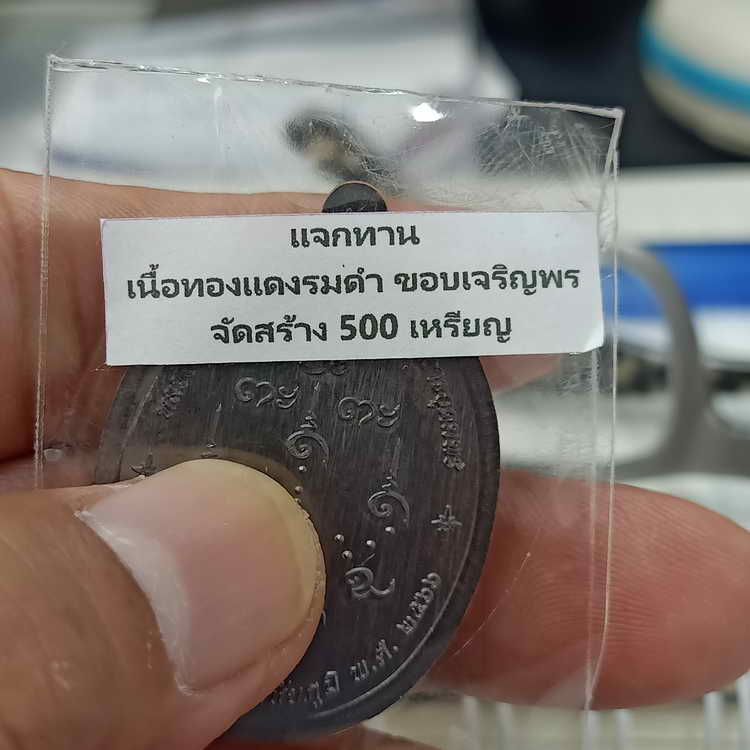 แจกทาน
เนื้อทองแดงรมดำ ขอบเจริญพร
จัดสร้าง 500 เหรียญ
พ.ศ. ๒๕๖๖